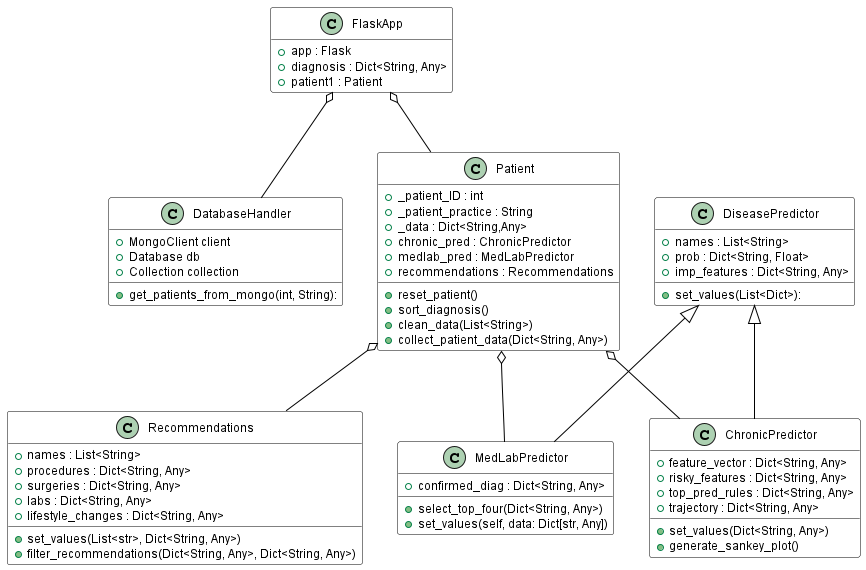 C FlaskApp
app : Flask
diagnosis : Dict<String, Any>
patient1 : Patient
C DatabaseHandler
MongoClient client
Database db
Collection collection
get_patients_from_mongo(int, String):
C Patient
_patient_ID : int
_patient_practice : String
_data : Dict<String,Any>
chronic_pred : ChronicPredictor
medlab_pred : MedLabPredictor
recommendations : Recommendations
reset_patient()
sort_diagnosis()
clean_data(List<String>)
collect_patient_data(Dict<String, Any>)
C DiseasePredictor
names : List<String>
prob : Dict<String, Float>
imp_features : Dict<String, Any>
set_values(List<Dict>):
C Recommendations
names : List<String>
procedures : Dict<String, Any>
surgeries : Dict<String, Any>
labs : Dict<String, Any>
lifestyle_changes : Dict<String, Any>
set_values(List<str>, Dict<String, Any>)
filter_recommendations(Dict<String, Any>, Dict<String, Any>)
C MedLabPredictor
confirmed_diag : Dict<String, Any>
select_top_four(Dict<String, Any>)
set_values(self, data: Dict[str, Any])
C ChronicPredictor
feature_vector : Dict<String, Any>
risky_features : Dict<String, Any>
top_pred_rules : Dict<String, Any>
trajectory : Dict<String, Any>
set_values(Dict<String, Any>)
generate_sankey_plot()